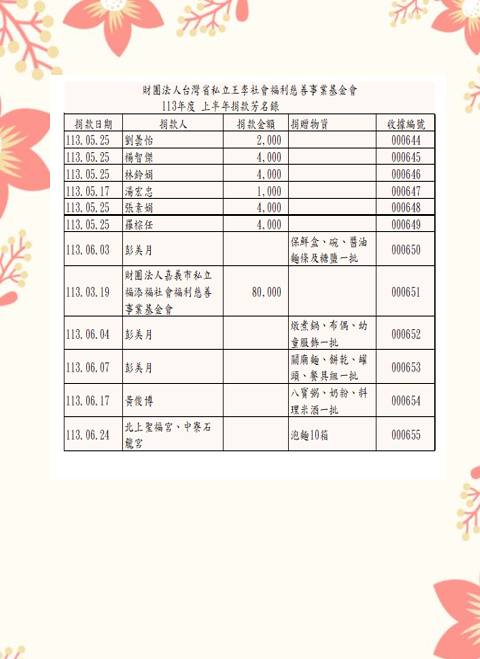 財團法人台灣省私立王李社會福利慈善事業基金會
113年度 上半年捐款芳名錄
捐款日期 捐款人 捐款金額 捐贈物資 收據編號
113.05.25 劉蕓怡 2,000 000644
113.05.25 楊智傑 4,000 000645
113.05.25 林鈴娟 4,000 000646
113.05.17 湯宏忠 1,000 000647
113.05.25 張素娟 4,000 000648
113.05.25 羅棕任 4,000 000649
113.06.03 彭美月 保鮮盒、碗、醬油
麵條及糖鹽一批 000650
113.03.19 財團法人嘉義市私立
福添福社會福利慈善
事業基金會 80,000 000651
113.06.04 彭美月 燉煮鍋、布偶、幼
童服飾一批 000652
113.06.07 彭美月 關廟麵、餅乾、罐
頭、餐具組一批 000653
113.06.17 黃俊博 八寶粥、奶粉、料
理米酒一批 000654
113.06.24 北上聖福宮、中寮石
龍宮 泡麵10箱 000655